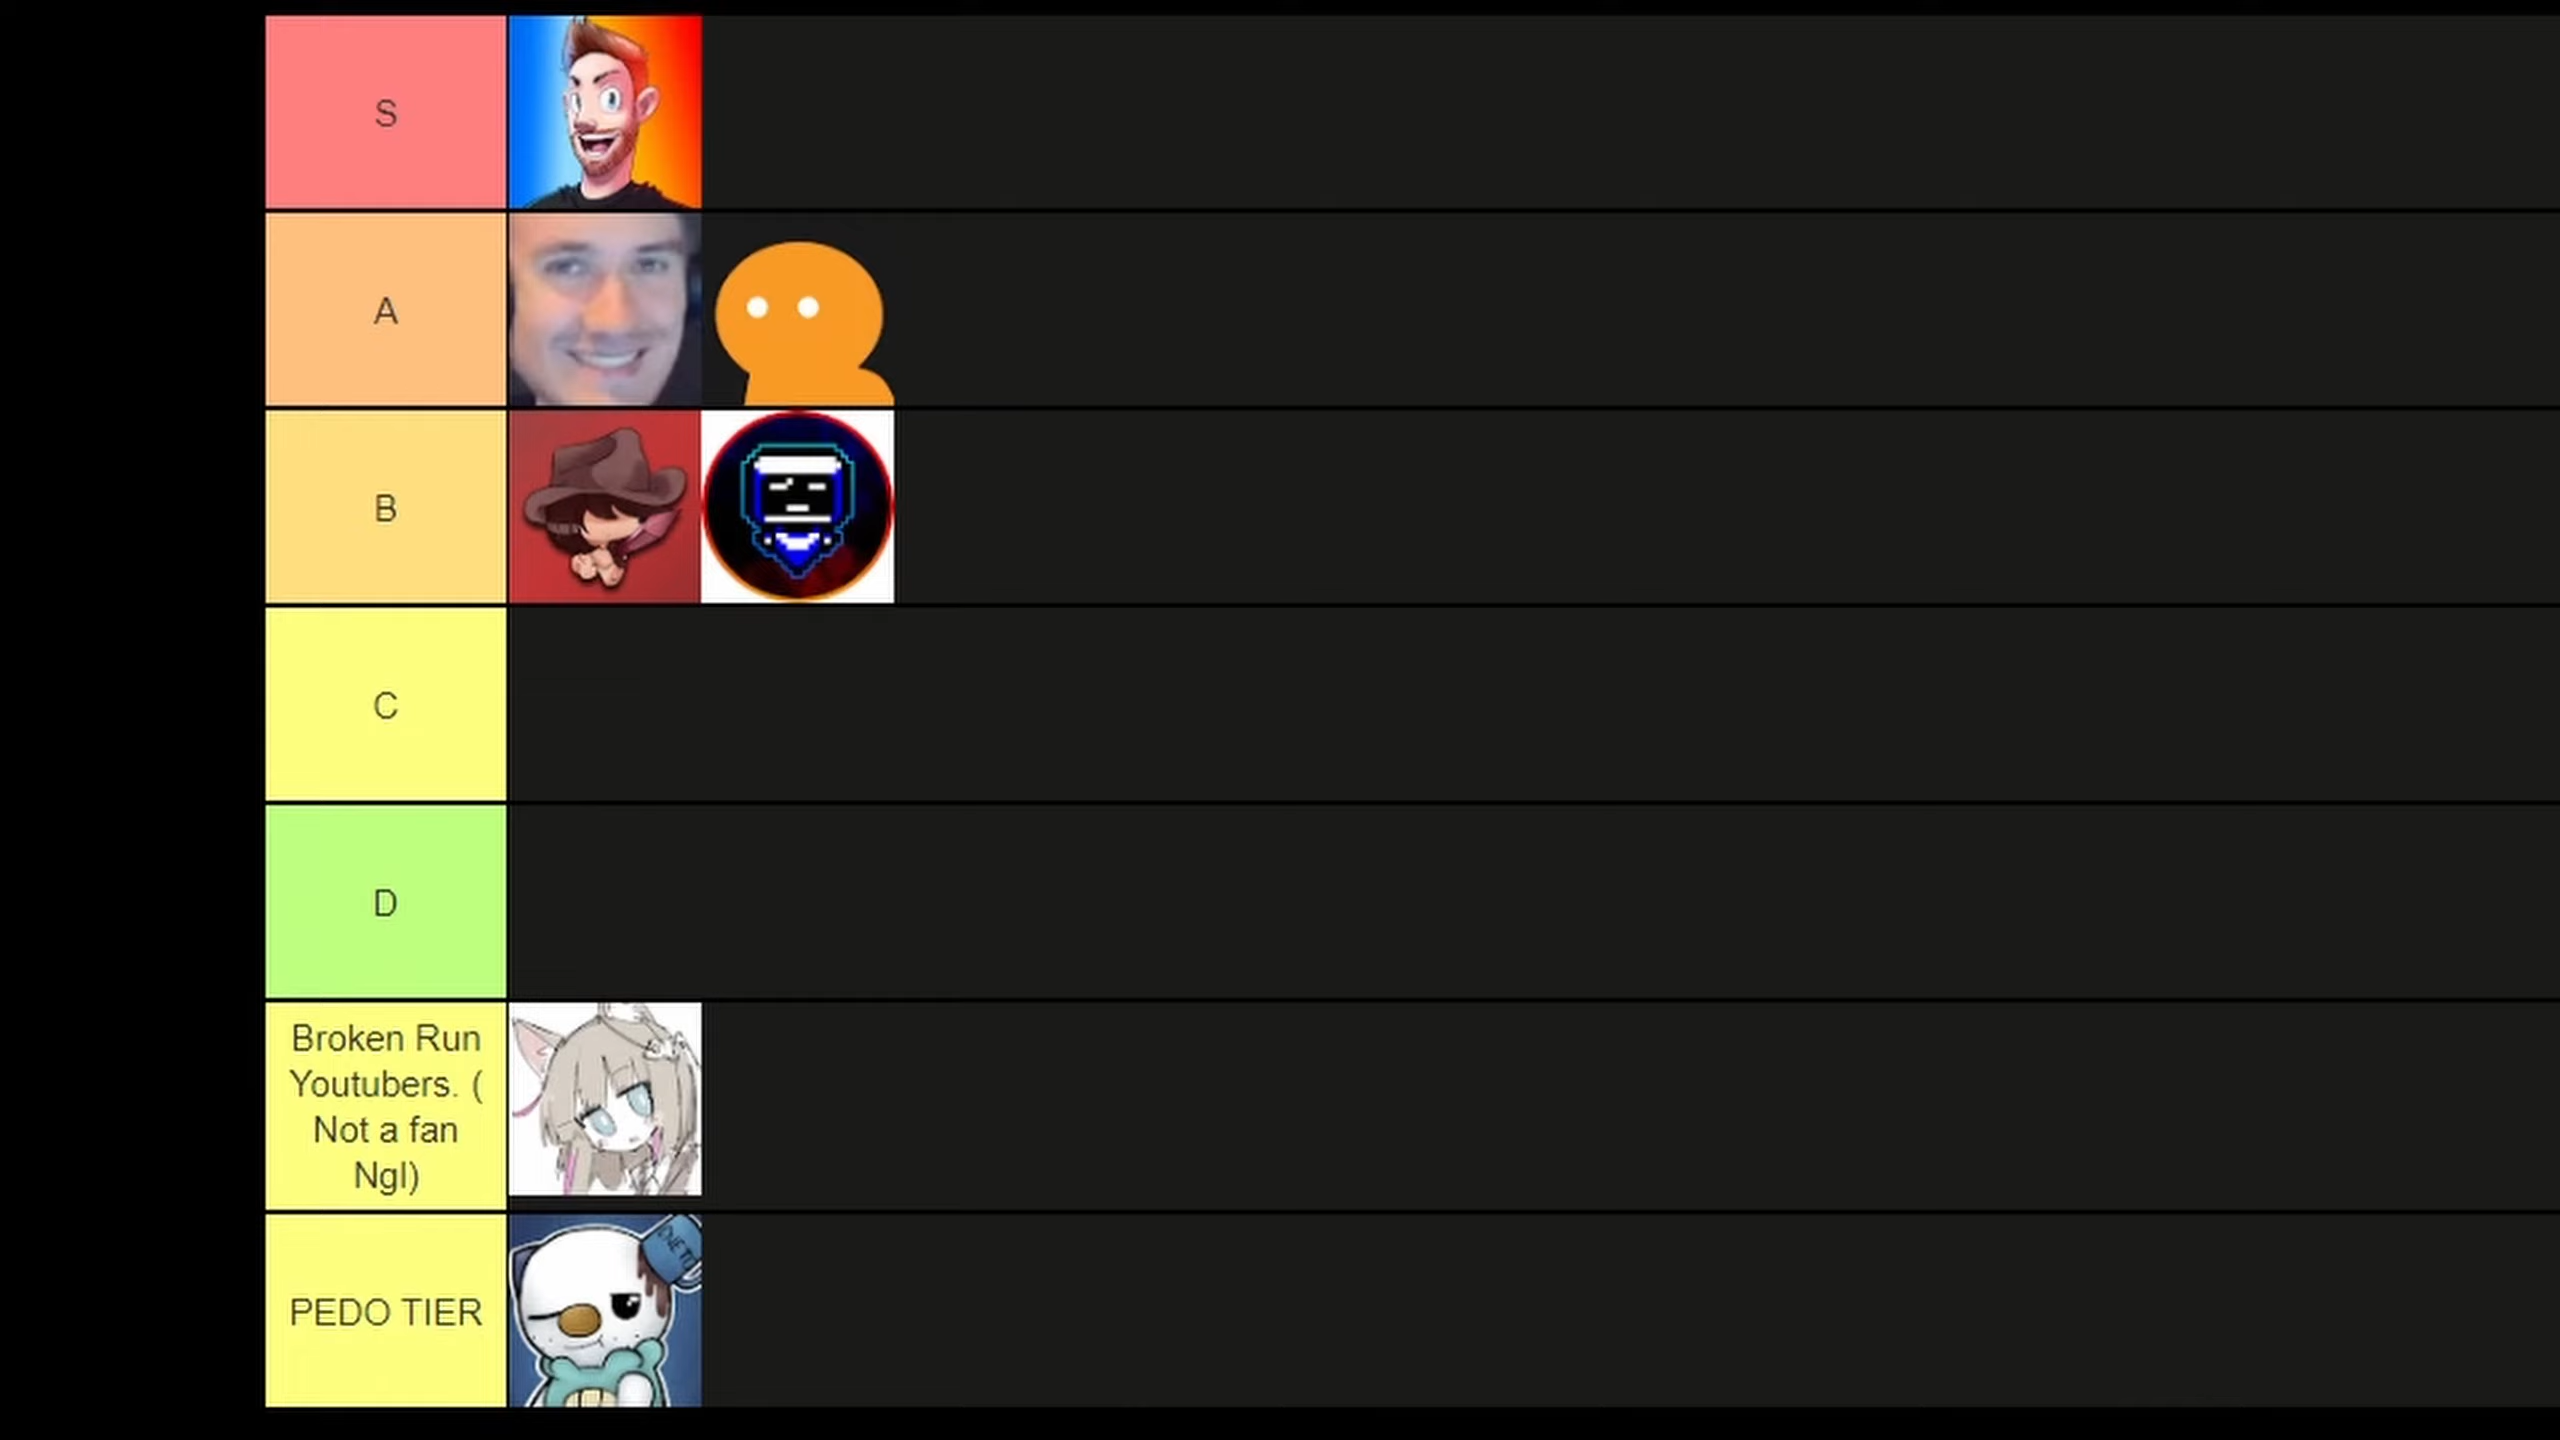 S
A
B
C
D
Broken Run
Youtubers. (
Not a fan
Ngl)
PEDO TIER